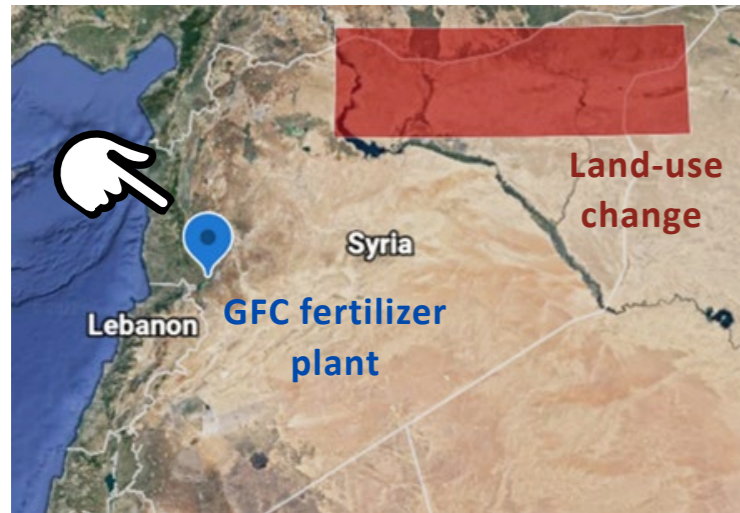 Land-use
change
Syria
GFC fertilizer
plant
Lebanon